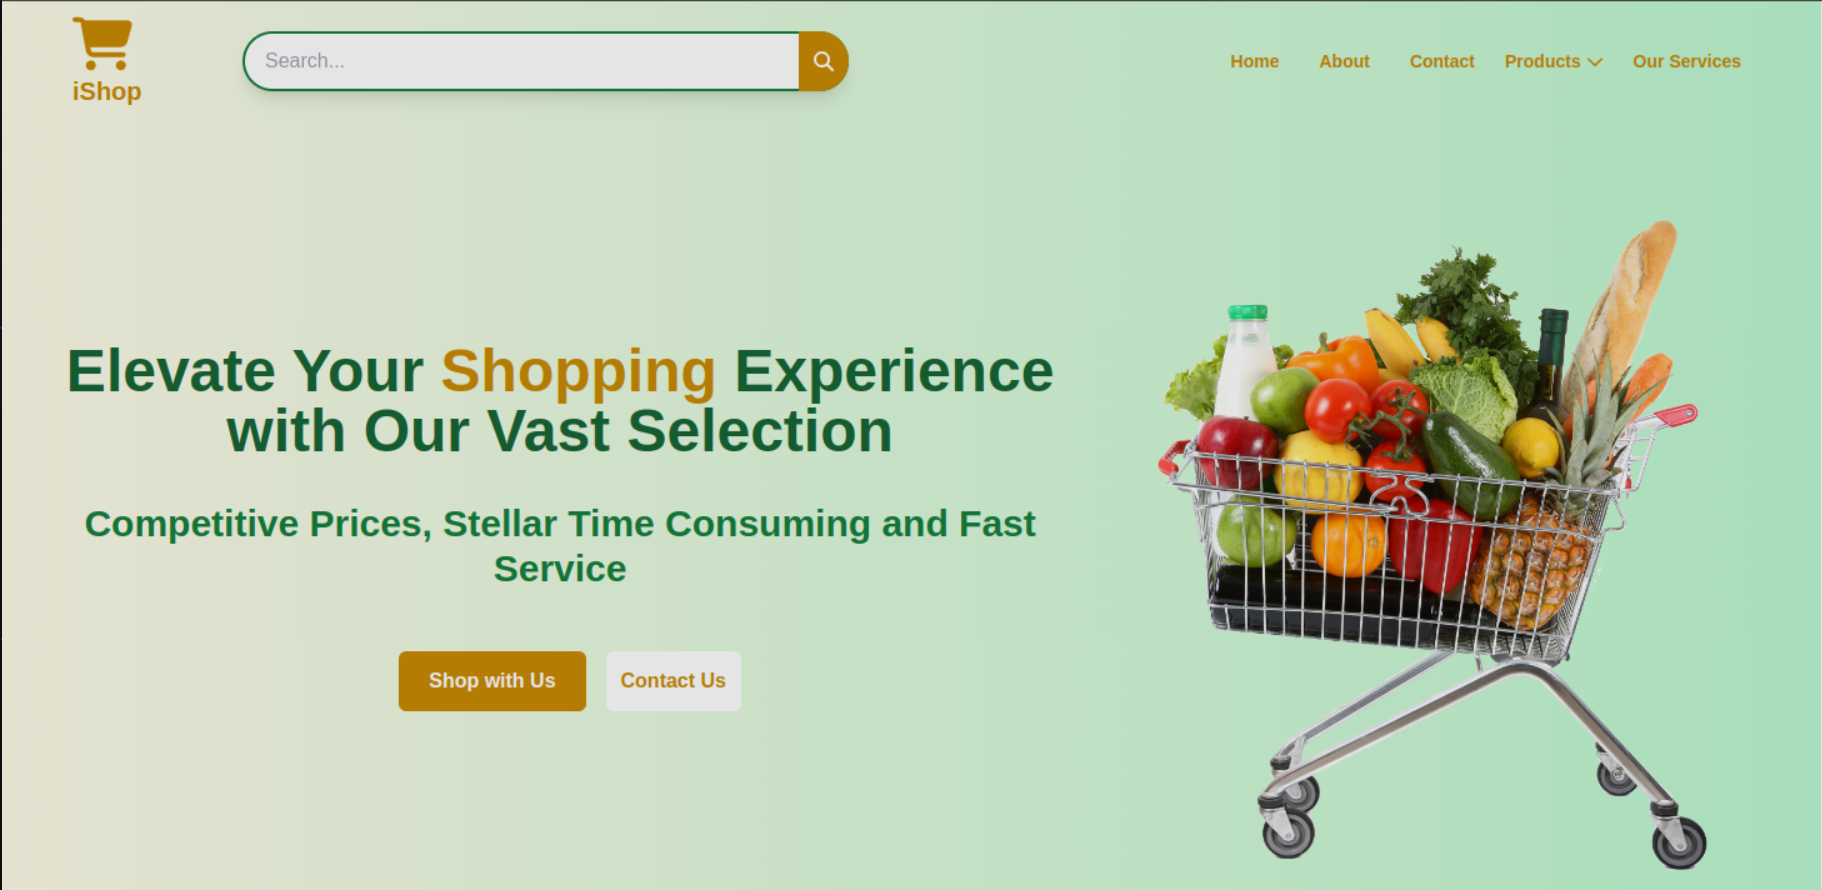 iShop
Search...
Home
About
Contact
Products
Our Services
Elevate Your Shopping Experience
with Our Vast Selection
Competitive Prices, Stellar Time Consuming and Fast
Service
Shop with Us
Contact Us